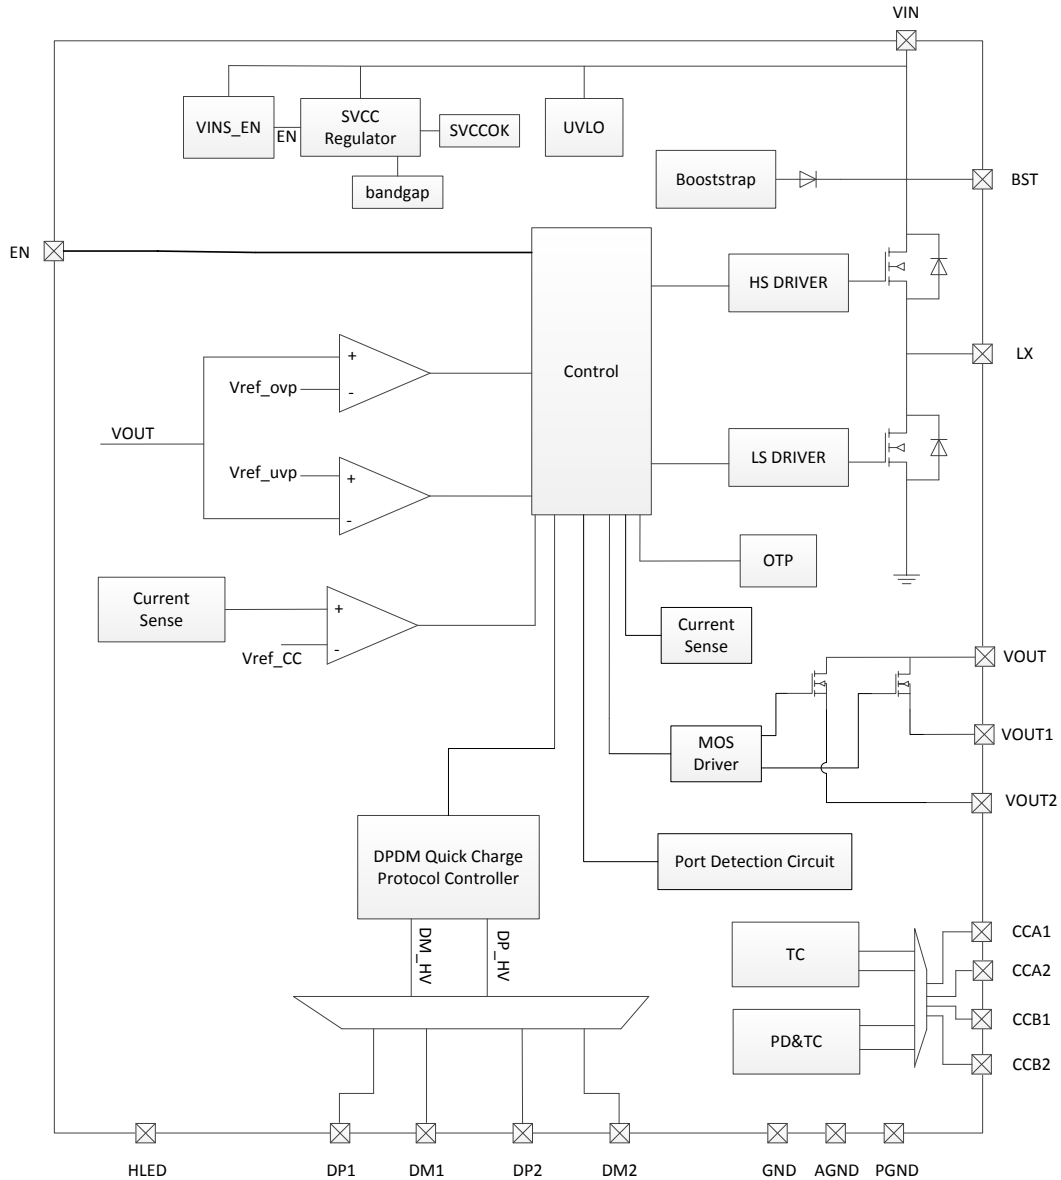 VIN
VINS_EN
EN
SVCC
Regulator
SVCCOK
UVLO
bandgap
Booststrap
BST
EN
HS DRIVER
Control
LX
+
Vref_ovp
-
VOUT
LS DRIVER
Vref_uvp
+
-
OTP
Current
Sense
+
Vref_CC
-
Current
Sense
VOUT
MOS
Driver
VOUT1
VOUT2
DPDM Quick Charge
Protocol Controller
Port Detection Circuit
DM_HV
DP_HV
TC
CCA1
CCA2
CCB1
PD&TC
CCB2
HLED
DP1
DM1
DP2
DM2
GND
AGND
PGND